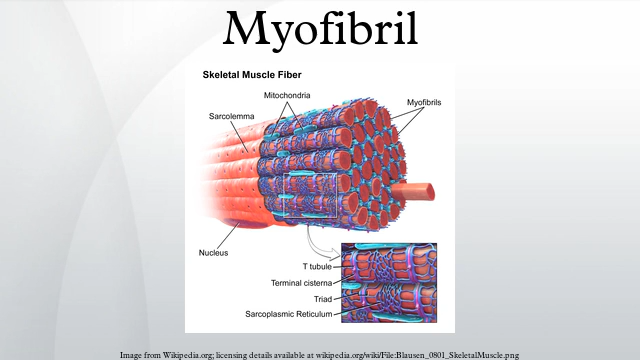 Myofibril
Skeletal Muscle Fiber
Mitochondria
Myofibrils
Sarcolemma
Nucleus
T tubule
Terminal cisterna
Triad
Sarcoplasmic Reticulum
Image from Wikipedia.org; licensing details available at wikipedia.org/wiki/File:Blausen_0801_SkeletalMuscle.png